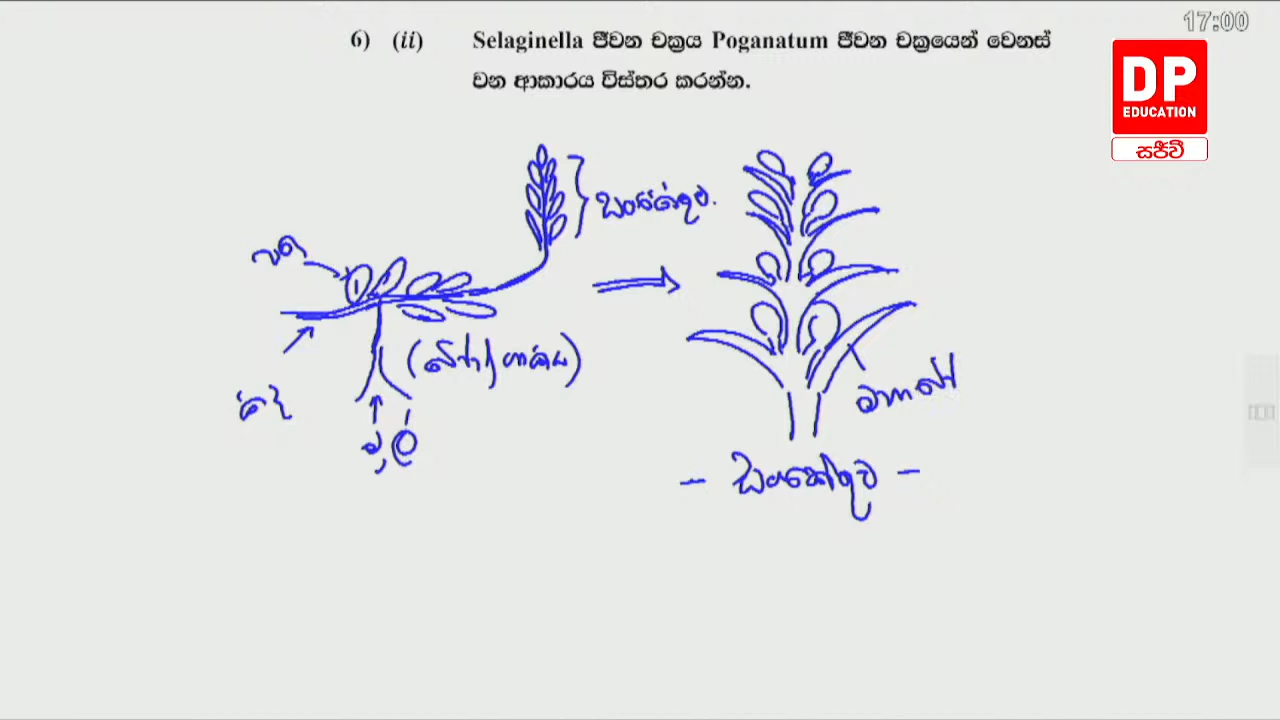 17:00
6) (ii) Selaginella ජීවන චක්‍රය Poganatum ජීවන චක්‍රයෙන් වෙනස්
වන ආකාරය විස්තර කරන්න.
DP
EDUCATION
සජීවී
සංකේතුව.
පත්‍ර
(බීජාණු ශාකය)
මුල්
- සංකේතුව -